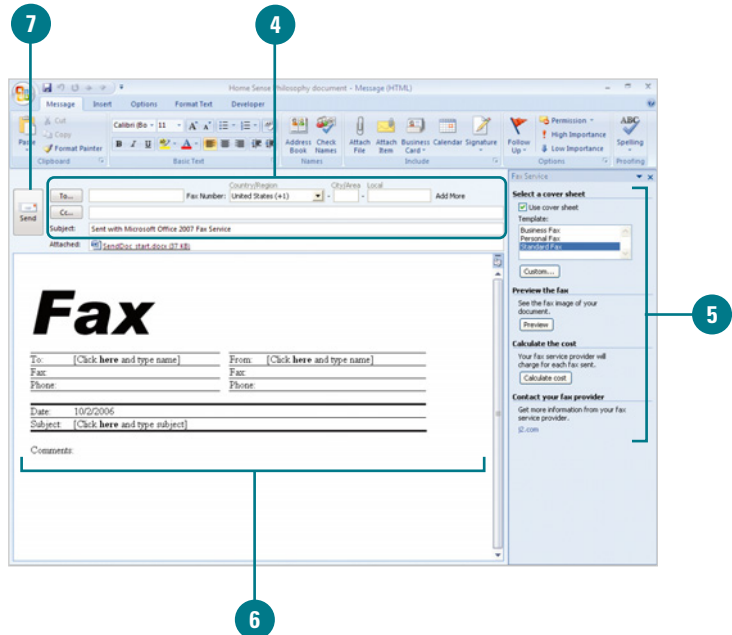 7
4
Home Sense Philosophy document - Message (HTML)
Message Insert Options Format Text Developer
Paste
Cut
Copy
Format Painter
Clipboard
Calibri (Bo 11
B I U
Basic Text
Address Book
Check Names
Names
Attach File
Attach Item
Business Card
Calendar
Signature
Include
Follow Up
Permission
High Importance
Low Importance
Options
ABC
Spelling
Proofing
Send
To...
Fax Number:
Country/Region
United States (+1)
City/Area
Local
Add More
Cc...
Subject: Sent with Microsoft Office 2007 Fax Service
Attached: SendDoc_start.docx (37 KB)
Fax
To: [Click here and type name] From: [Click here and type name]
Fax: Fax:
Phone: Phone:
Date: 10/2/2006
Subject: [Click here and type subject]
Comments:
Fax Service
Select a cover sheet
Use cover sheet
Template:
Business Fax
Personal Fax
Standard Fax
Custom...
Preview the fax
See the fax image of your
document.
Preview
Calculate the cost
Your fax service provider will
charge for each fax sent.
Calculate cost
Contact your fax provider
Get more information from your fax
service provider.
j2.com
5
6